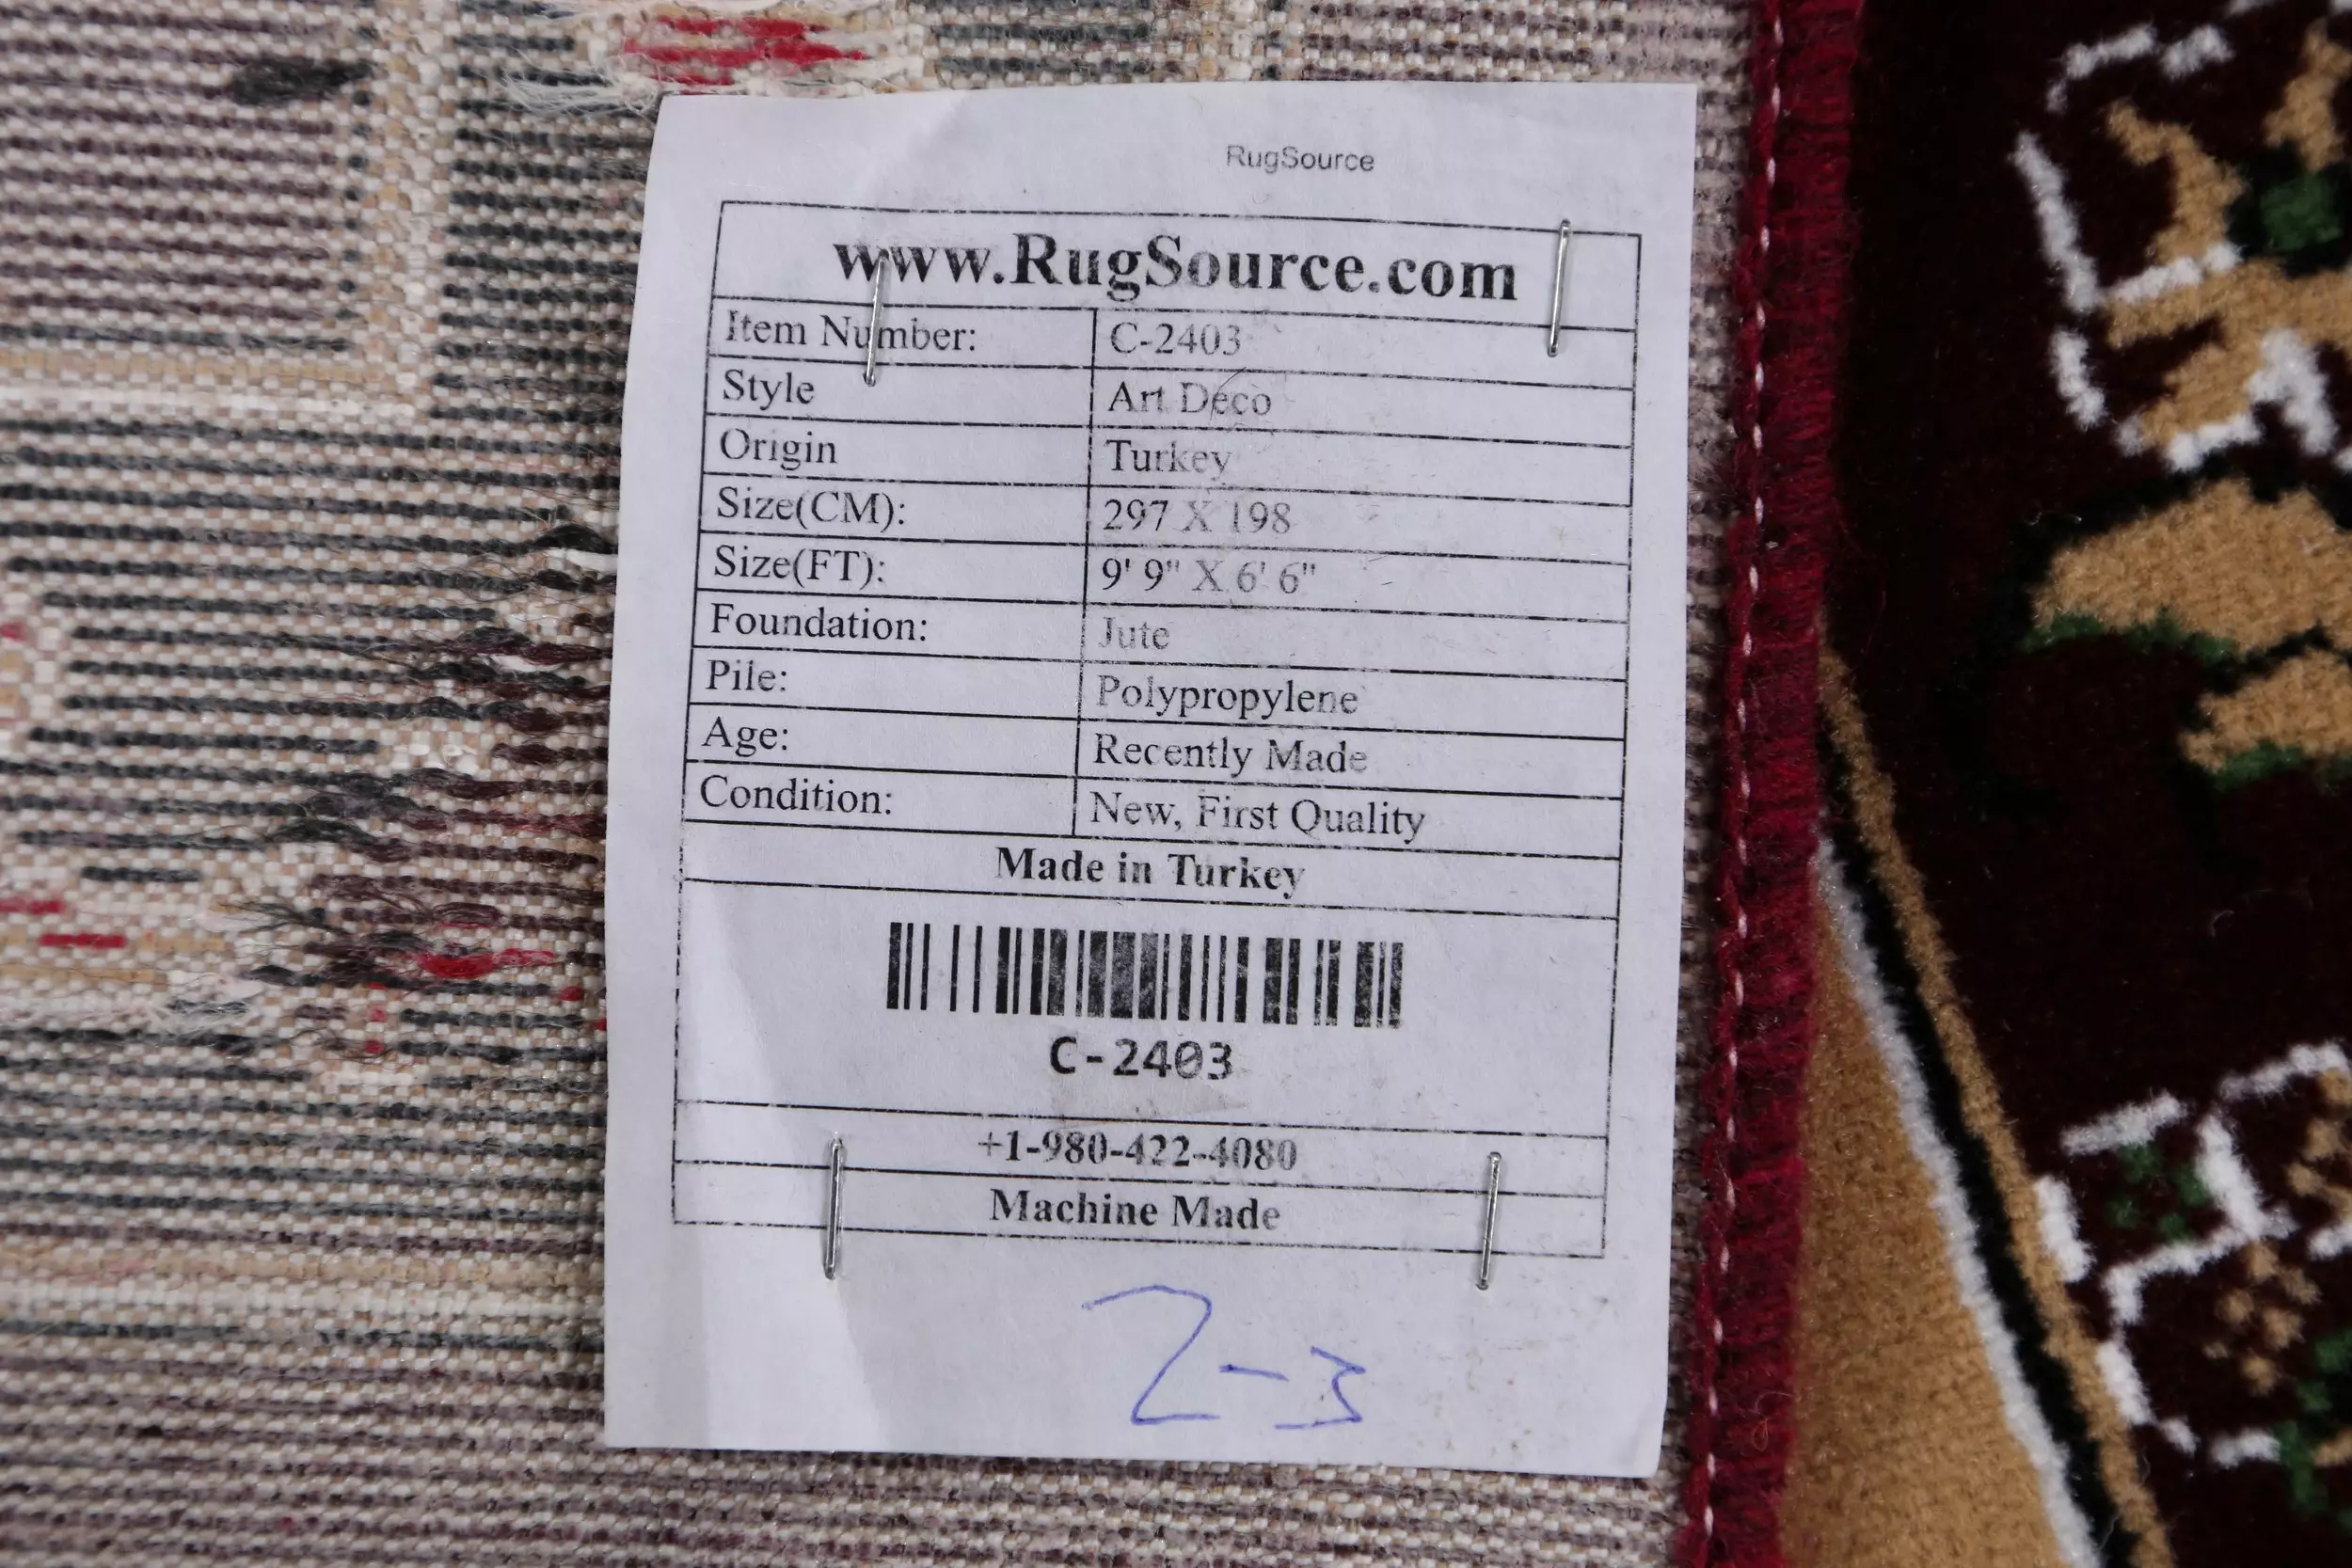 RugSource
www.RugSource.com
Item Number: C-2403
Style Art Deco
Origin Turkey
Size(CM): 297 X 198
Size(FT): 9' 9" X 6' 6"
Foundation: Jute
Pile: Polypropylene
Age: Recently Made
Condition: New, First Quality
Made in Turkey
C-2403
+1-980-422-4080
Machine Made
2-3